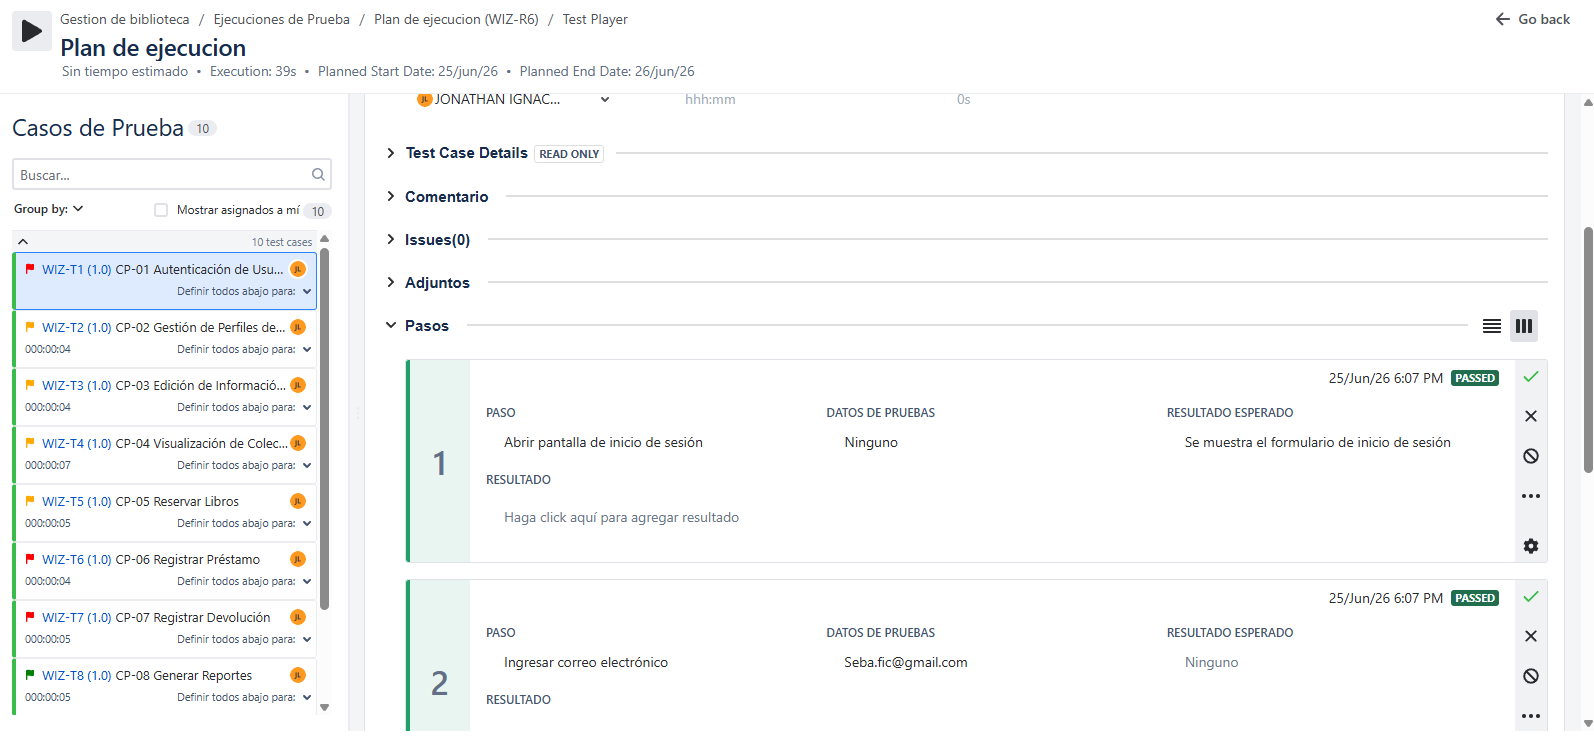 Gestion de biblioteca / Ejecuciones de Prueba / Plan de ejecucion (WIZ-R6) / Test Player
Go back
Plan de ejecucion
Sin tiempo estimado • Execution: 39s • Planned Start Date: 25/jun/26 • Planned End Date: 26/jun/26
Casos de Prueba 10
Buscar...
Group by:
Mostrar asignados a mí 10
10 test cases
WIZ-T1 (1.0) CP-01 Autenticación de Usu... JL
Definir todos abajo para:
WIZ-T2 (1.0) CP-02 Gestión de Perfiles de... JL
000:00:04 Definir todos abajo para:
WIZ-T3 (1.0) CP-03 Edición de Informació... JL
000:00:04 Definir todos abajo para:
WIZ-T4 (1.0) CP-04 Visualización de Colec... JL
000:00:07 Definir todos abajo para:
WIZ-T5 (1.0) CP-05 Reservar Libros JL
000:00:05 Definir todos abajo para:
WIZ-T6 (1.0) CP-06 Registrar Préstamo JL
000:00:04 Definir todos abajo para:
WIZ-T7 (1.0) CP-07 Registrar Devolución JL
000:00:05 Definir todos abajo para:
WIZ-T8 (1.0) CP-08 Generar Reportes JL
000:00:05 Definir todos abajo para:
JL JONATHAN IGNAC... hhh:mm 0s
Test Case Details READ ONLY
Comentario
Issues(0)
Adjuntos
Pasos
1
25/Jun/26 6:07 PM PASSED
PASO DATOS DE PRUEBAS RESULTADO ESPERADO
Abrir pantalla de inicio de sesión Ninguno Se muestra el formulario de inicio de sesión
RESULTADO
Haga click aquí para agregar resultado
2
25/Jun/26 6:07 PM PASSED
PASO DATOS DE PRUEBAS RESULTADO ESPERADO
Ingresar correo electrónico Seba.fic@gmail.com Ninguno
RESULTADO